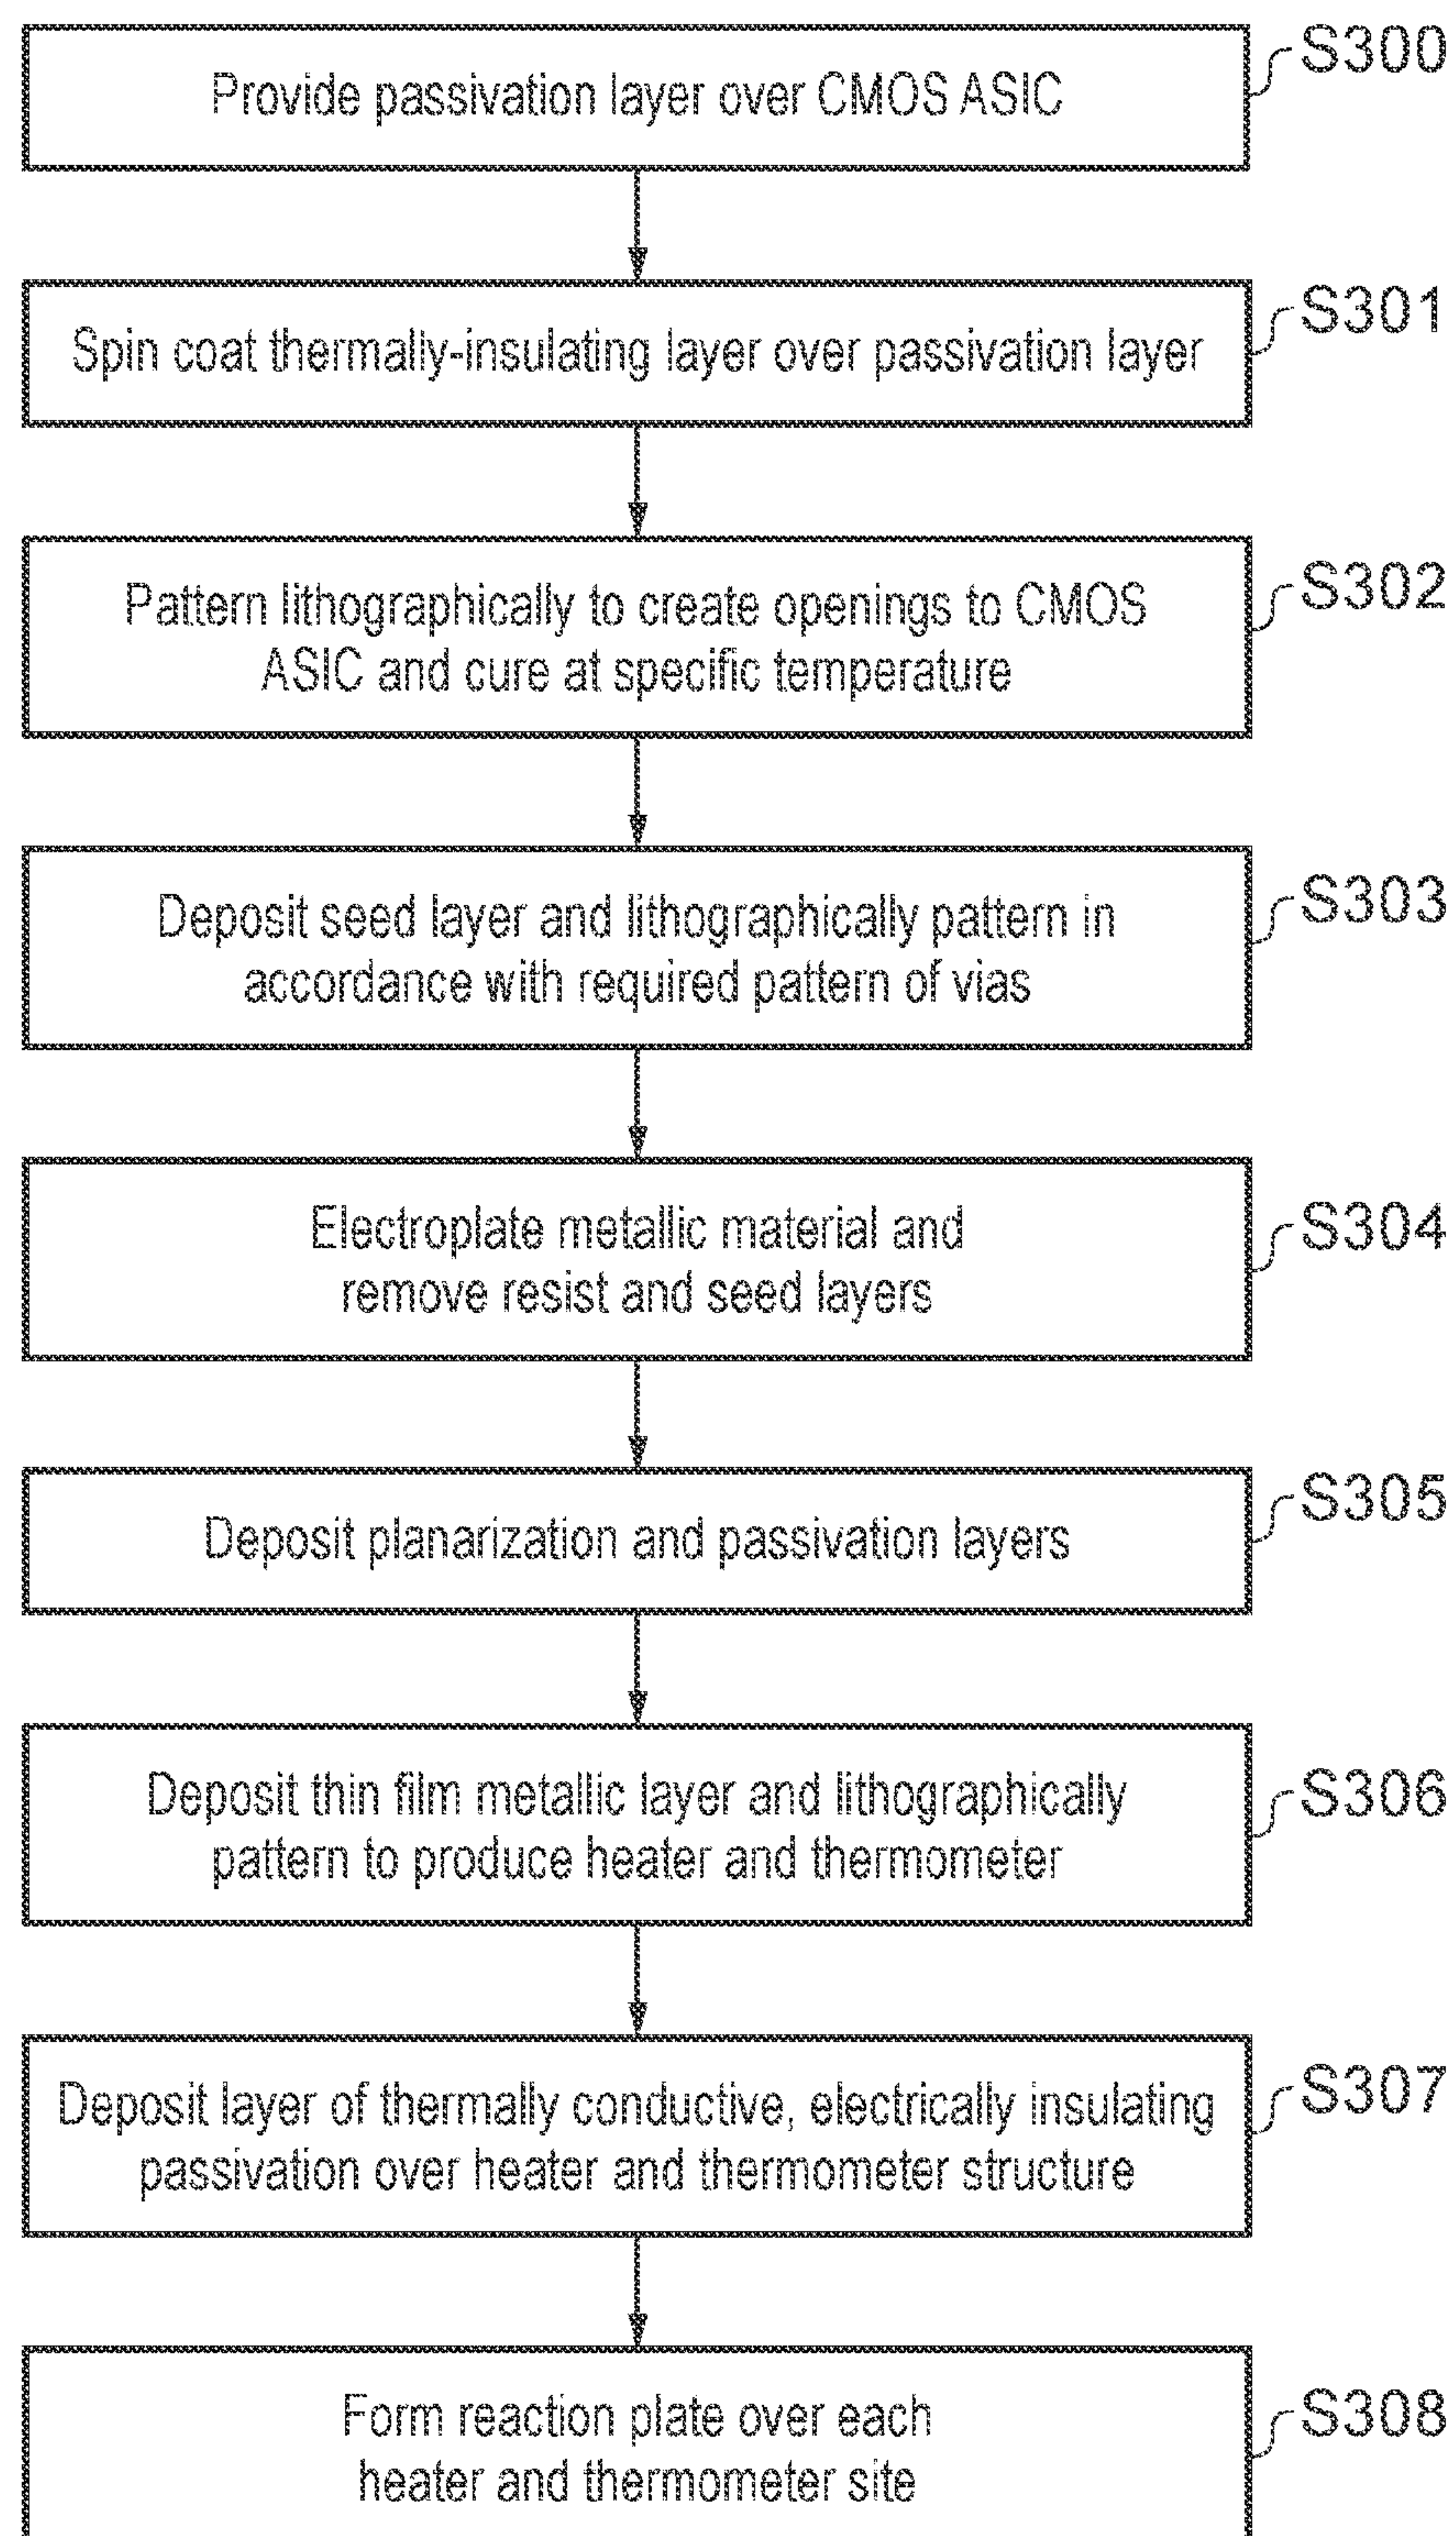 Provide passivation layer over CMOS ASIC
S300
Spin coat thermally-insulating layer over passivation layer
S301
Pattern lithographically to create openings to CMOS
ASIC and cure at specific temperature
S302
Deposit seed layer and lithographically pattern in
accordance with required pattern of vias
S303
Electroplate metallic material and
remove resist and seed layers
S304
Deposit planarization and passivation layers
S305
Deposit thin film metallic layer and lithographically
pattern to produce heater and thermometer
S306
Deposit layer of thermally conductive, electrically insulating
passivation over heater and thermometer structure
S307
Form reaction plate over each
heater and thermometer site
S308